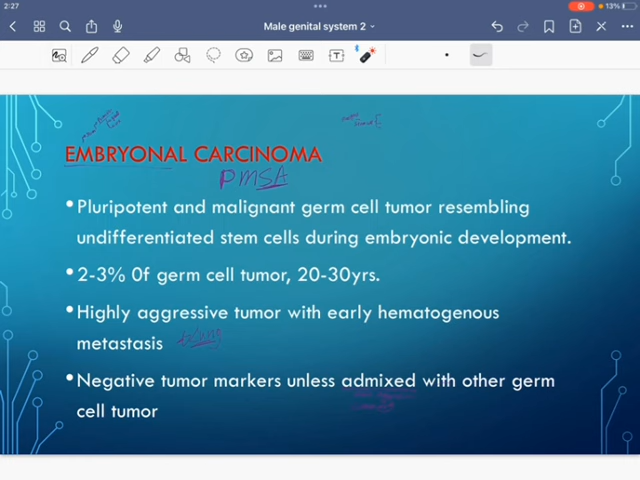 2:27
13%
Male genital system 2
EMBRYONAL CARCINOMA
PMSA
•Pluripotent and malignant germ cell tumor resembling
undifferentiated stem cells during embryonic development.
•2-3% 0f germ cell tumor, 20-30yrs.
•Highly aggressive tumor with early hematogenous
metastasis
•Negative tumor markers unless admixed with other germ
cell tumor